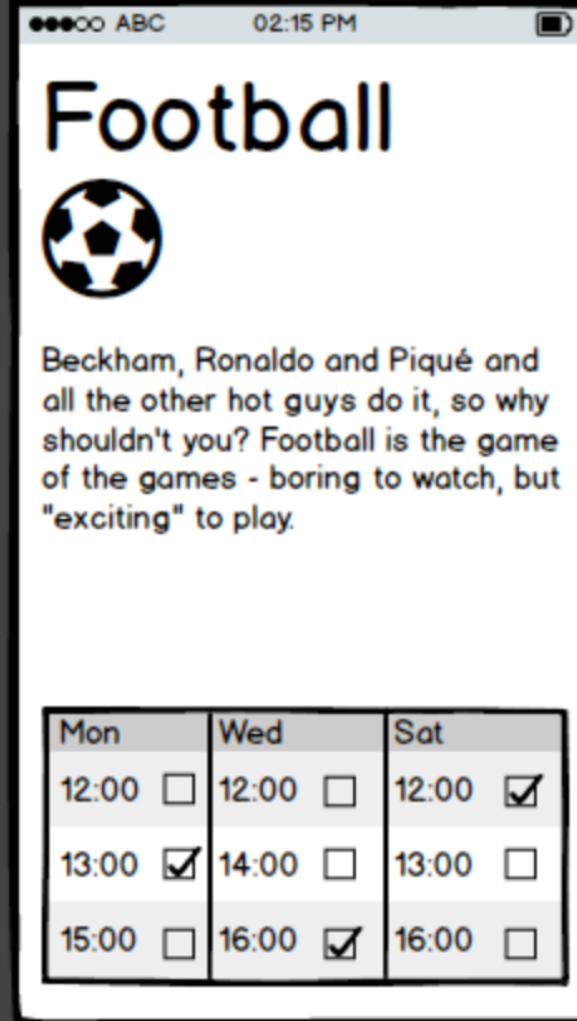 ABC 02:15 PM
Football
Beckham, Ronaldo and Piqué and
all the other hot guys do it, so why
shouldn't you? Football is the game
of the games - boring to watch, but
"exciting" to play.
Mon Wed Sat
12:00 12:00 12:00
13:00 14:00 13:00
15:00 16:00 16:00